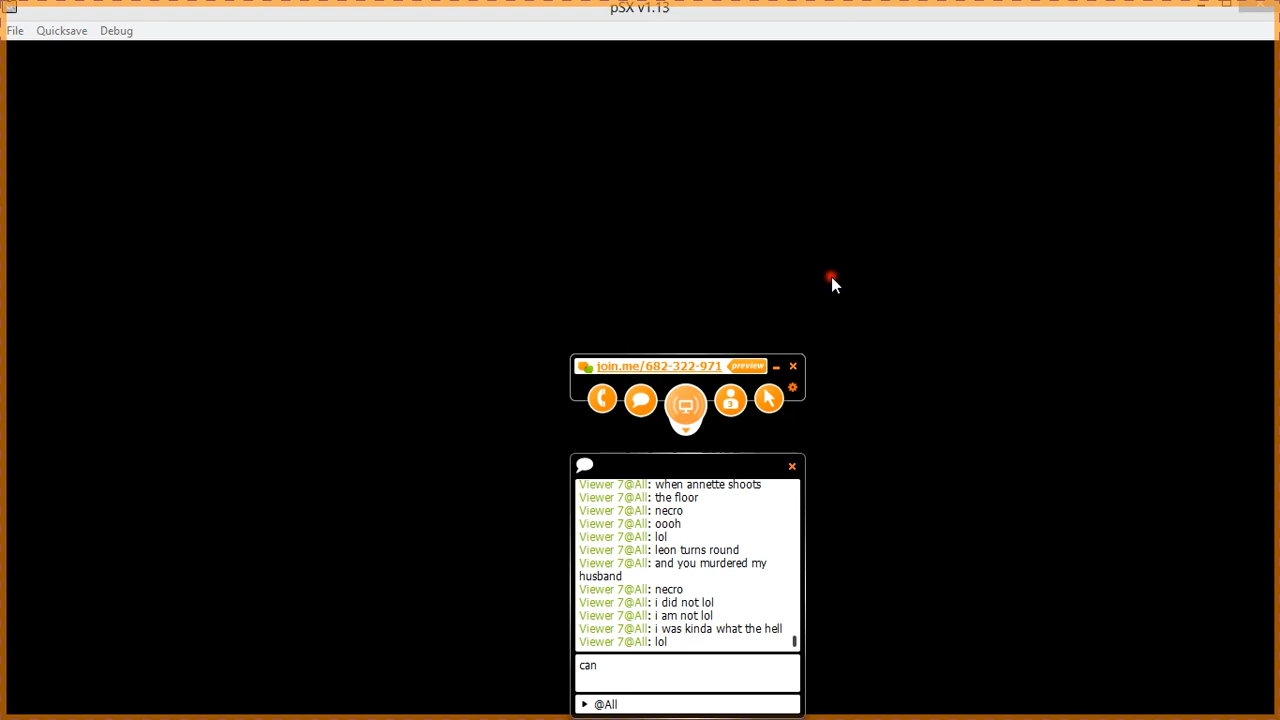 pSX v1.13
File Quicksave Debug
join.me/682-322-971 preview
3
Viewer 7@All: when annette shoots
Viewer 7@All: the floor
Viewer 7@All: necro
Viewer 7@All: oooh
Viewer 7@All: lol
Viewer 7@All: leon turns round
Viewer 7@All: and you murdered my
husband
Viewer 7@All: necro
Viewer 7@All: i did not lol
Viewer 7@All: i am not lol
Viewer 7@All: i was kinda what the hell
Viewer 7@All: lol
can
@All